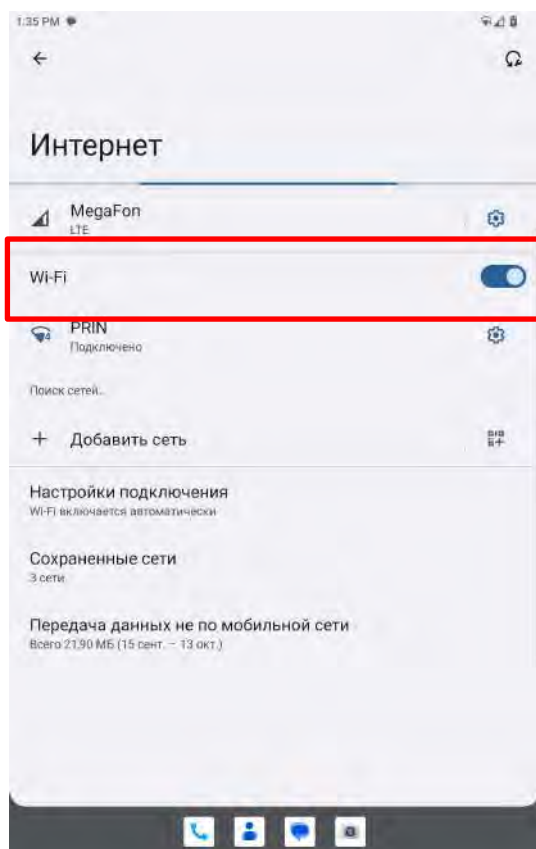 1:35 PM
Интернет
MegaFon
LTE
Wi-Fi
PRIN
Подключено
Поиск сетей...
Добавить сеть
Настройки подключения
Wi-Fi включается автоматически
Сохраненные сети
3 сети
Передача данных не по мобильной сети
Всего 21,90 МБ (15 сент. – 13 окт.)